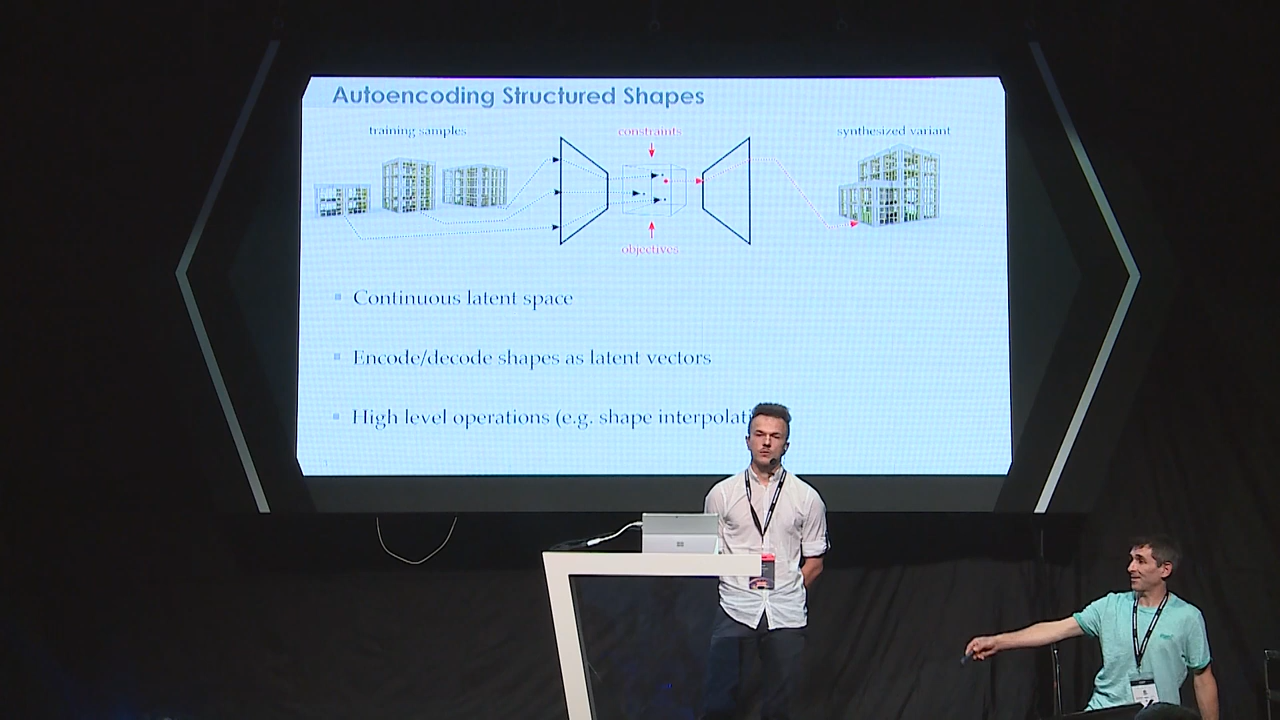 Autoencoding Structured Shapes
training samples
constraints
synthesized variant
objectives
Continuous latent space
Encode/decode shapes as latent vectors
High level operations (e.g. shape interpolati